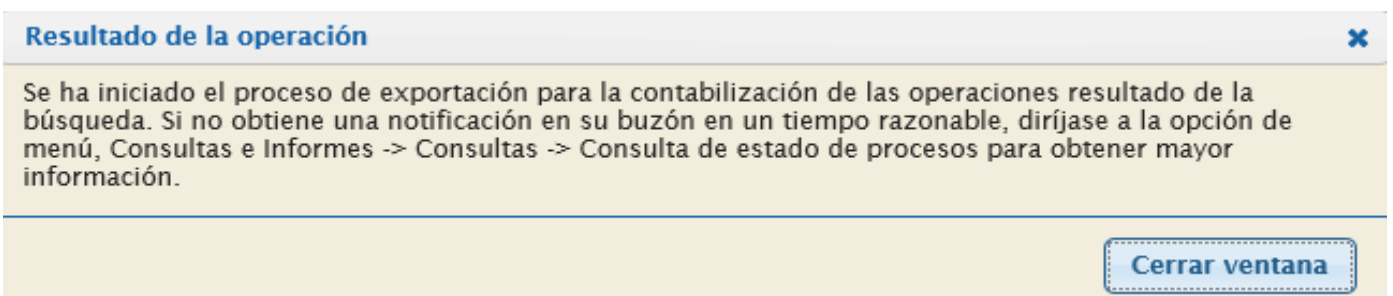 Resultado de la operación
Se ha iniciado el proceso de exportación para la contabilización de las operaciones resultado de la
búsqueda. Si no obtiene una notificación en su buzón en un tiempo razonable, diríjase a la opción de
menú, Consultas e Informes -> Consultas -> Consulta de estado de procesos para obtener mayor
información.
Cerrar ventana